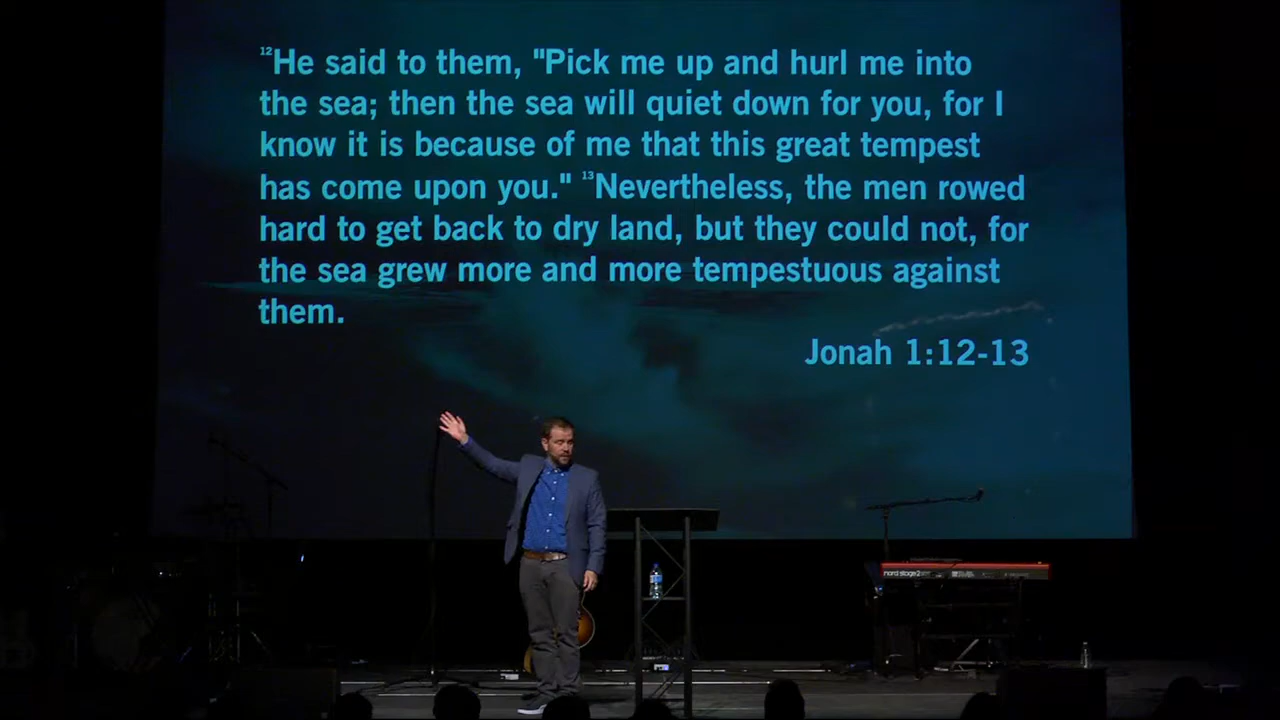 12He said to them, "Pick me up and hurl me into
the sea; then the sea will quiet down for you, for I
know it is because of me that this great tempest
has come upon you." 13Nevertheless, the men rowed
hard to get back to dry land, but they could not, for
the sea grew more and more tempestuous against
them.
Jonah 1:12-13
nord stage 2